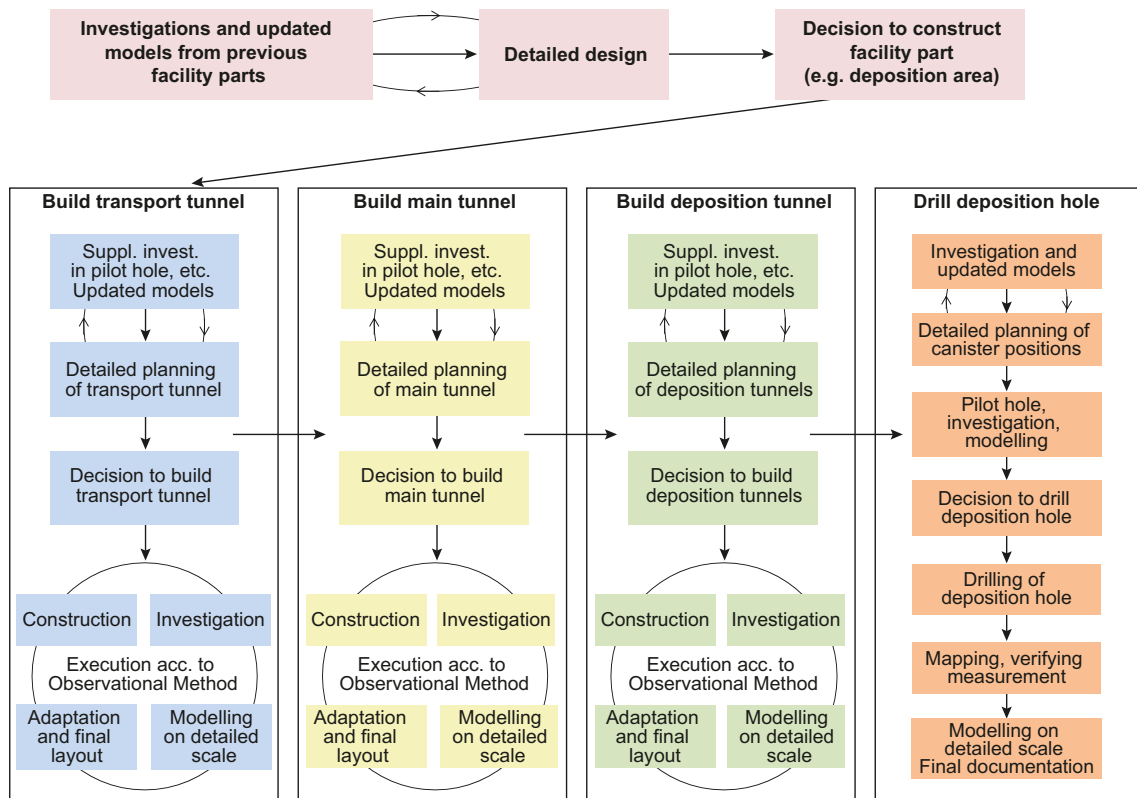 Investigations and updated
models from previous
facility parts
Detailed design
Decision to construct
facility part
(e.g. deposition area)
Build transport tunnel
Suppl. invest.
in pilot hole, etc.
Updated models
Detailed planning
of transport tunnel
Decision to build
transport tunnel
Construction
Investigation
Execution acc. to
Observational Method
Adaptation
and final
layout
Modelling
on detailed
scale
Build main tunnel
Suppl. invest.
in pilot hole, etc.
Updated models
Detailed planning
of main tunnel
Decision to build
main tunnel
Construction
Investigation
Execution acc. to
Observational Method
Adaptation
and final
layout
Modelling
on detailed
scale
Build deposition tunnel
Suppl. invest.
in pilot hole, etc.
Updated models
Detailed planning
of deposition tunnels
Decision to build
deposition tunnels
Construction
Investigation
Execution acc. to
Observational Method
Adaptation
and final
layout
Modelling
on detailed
scale
Drill deposition hole
Investigation and
updated models
Detailed planning of
canister positions
Pilot hole,
investigation,
modelling
Decision to drill
deposition hole
Drilling of
deposition hole
Mapping, verifying
measurement
Modelling on
detailed scale
Final documentation